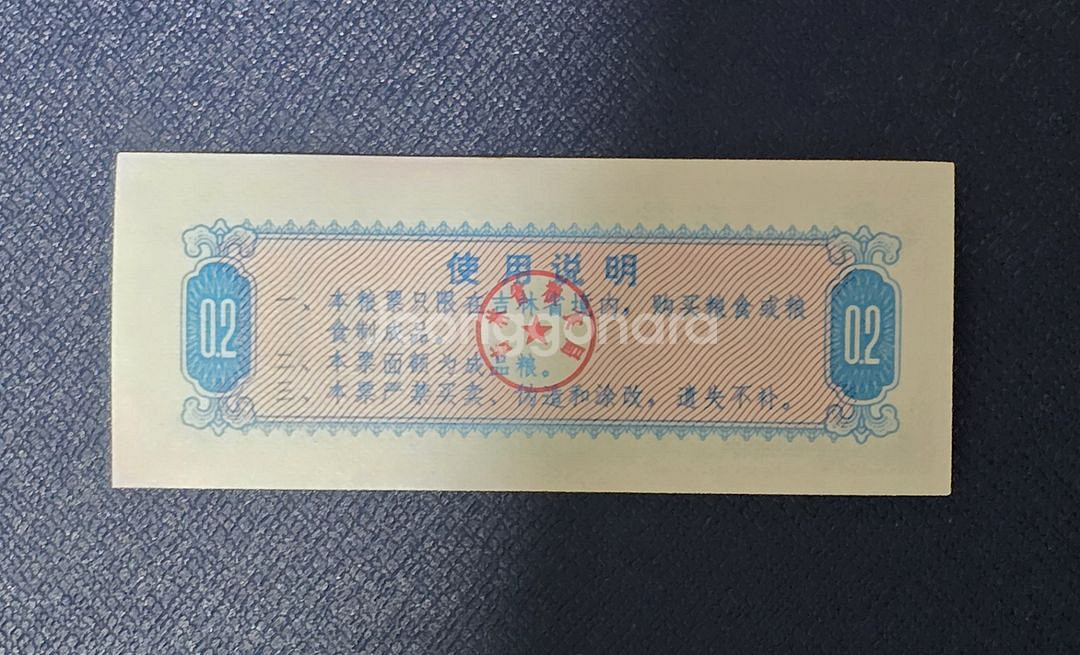 使用说明
一、本粮票只限在吉林省境内，购买粮食或粮
食制成品。
二、本票面额为成品粮。
三、本票严禁买卖、伪造和涂改，遗失不补。
0.2
0.2
joonggonara